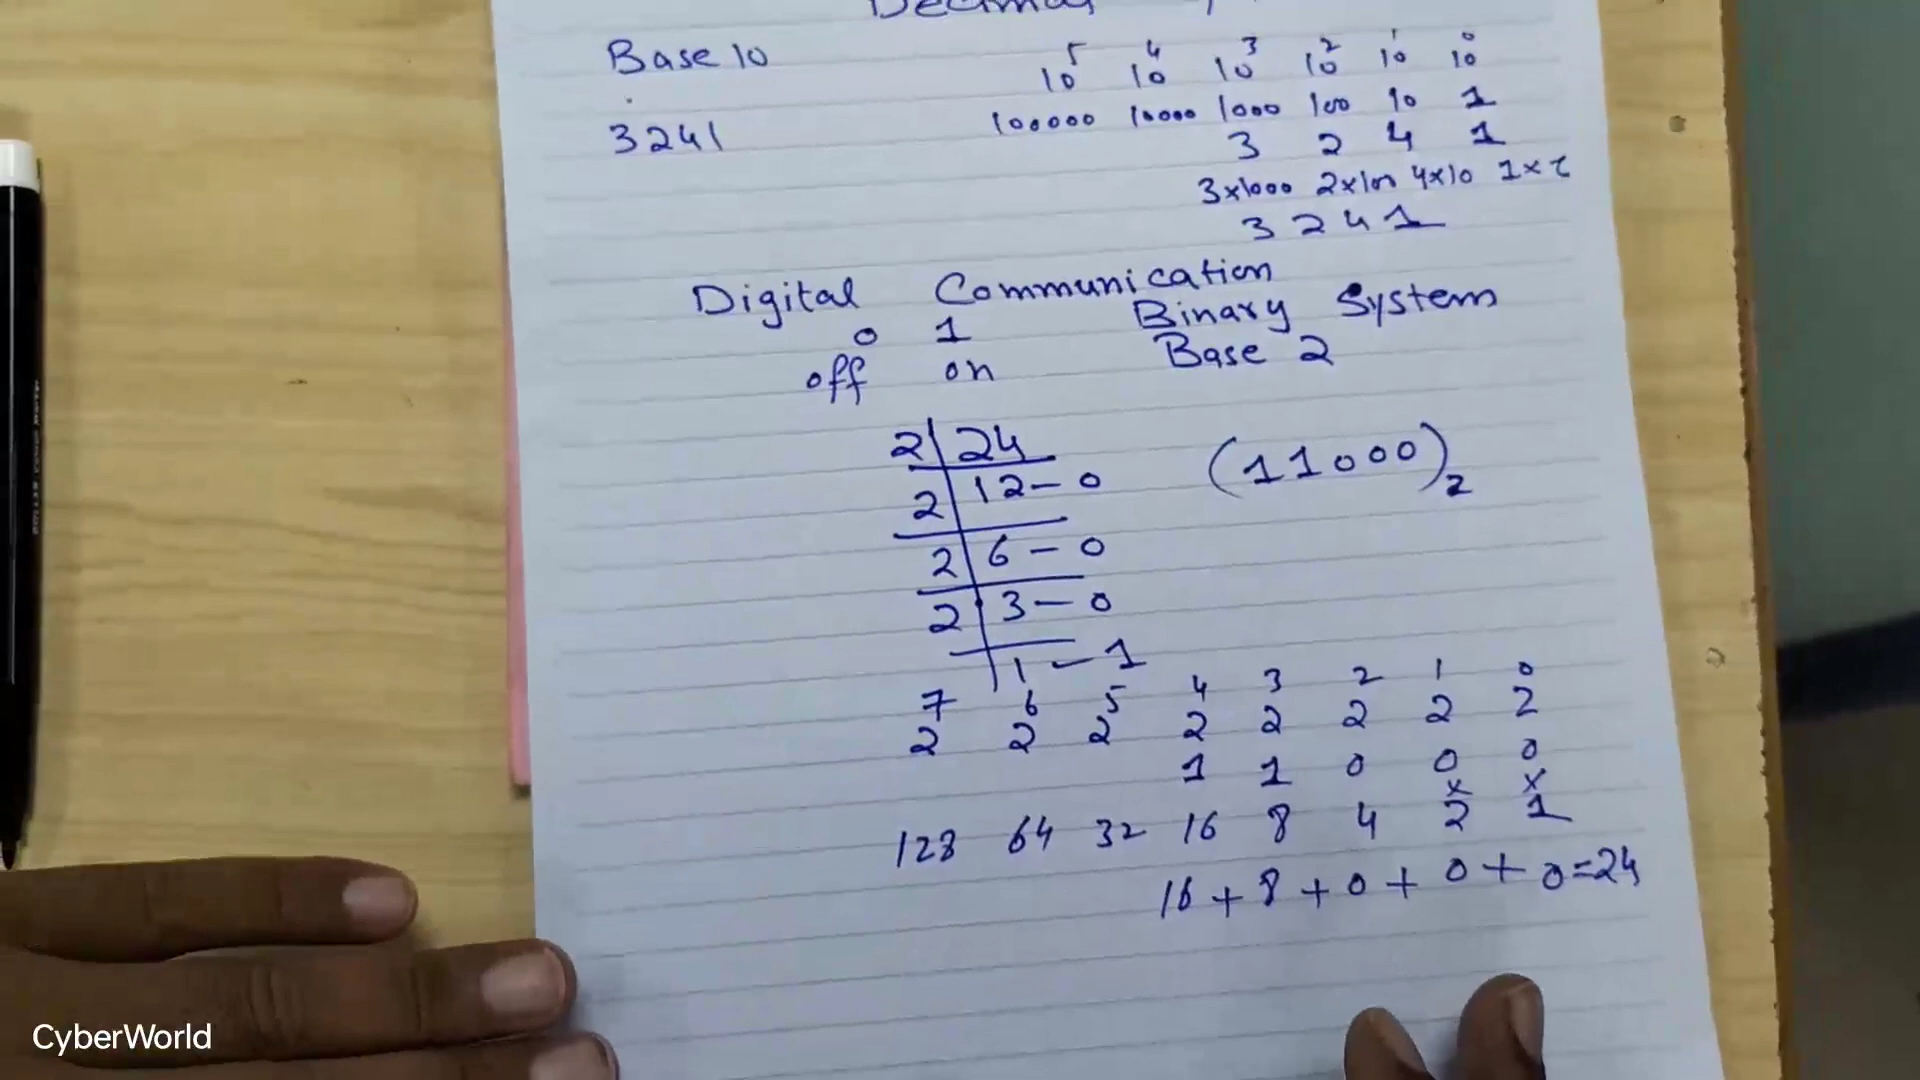 Decimal
Base 10
10^5 10^4 10^3 10^2 10^1 10^0
100000 10000 1000 100 10 1
3241
3 2 4 1
3x1000 2x100 4x10 1x
3 2 4 1
Digital Communication
0 1 Binary System
off on Base 2
2 | 24
2 | 12 - 0
2 | 6 - 0
2 | 3 - 0
1 - 1
(11000)2
2^7 2^6 2^5 2^4 2^3 2^2 2^1 2^0
1 1 0 0 0
x x
128 64 32 16 8 4 2 1
16 + 8 + 0 + 0 + 0 = 24
CyberWorld